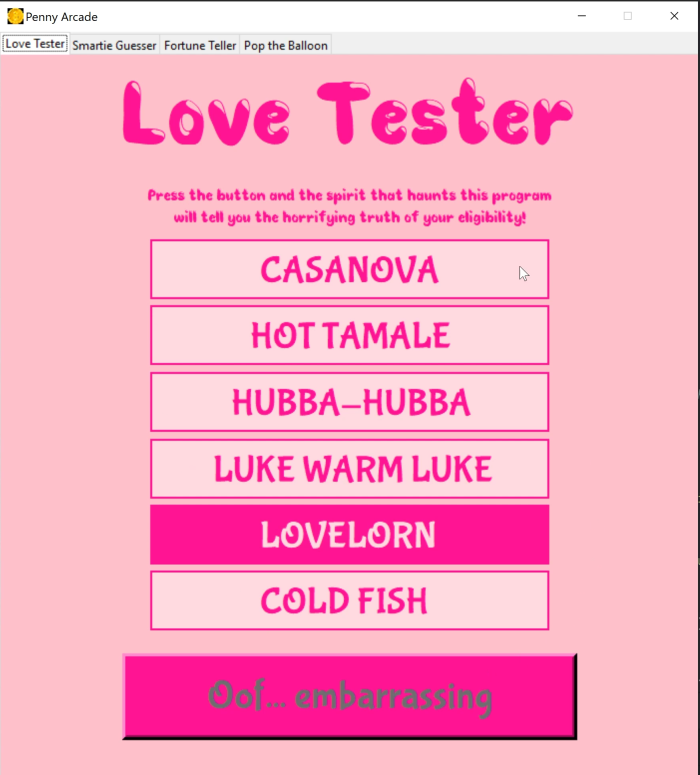 Penny Arcade
Love Tester Smartie Guesser Fortune Teller Pop the Balloon
Love Tester
Press the button and the spirit that haunts this program
will tell you the horrifying truth of your eligibility!
CASANOVA
HOT TAMALE
HUBBA-HUBBA
LUKE WARM LUKE
LOVELORN
COLD FISH
Oof... embarrassing